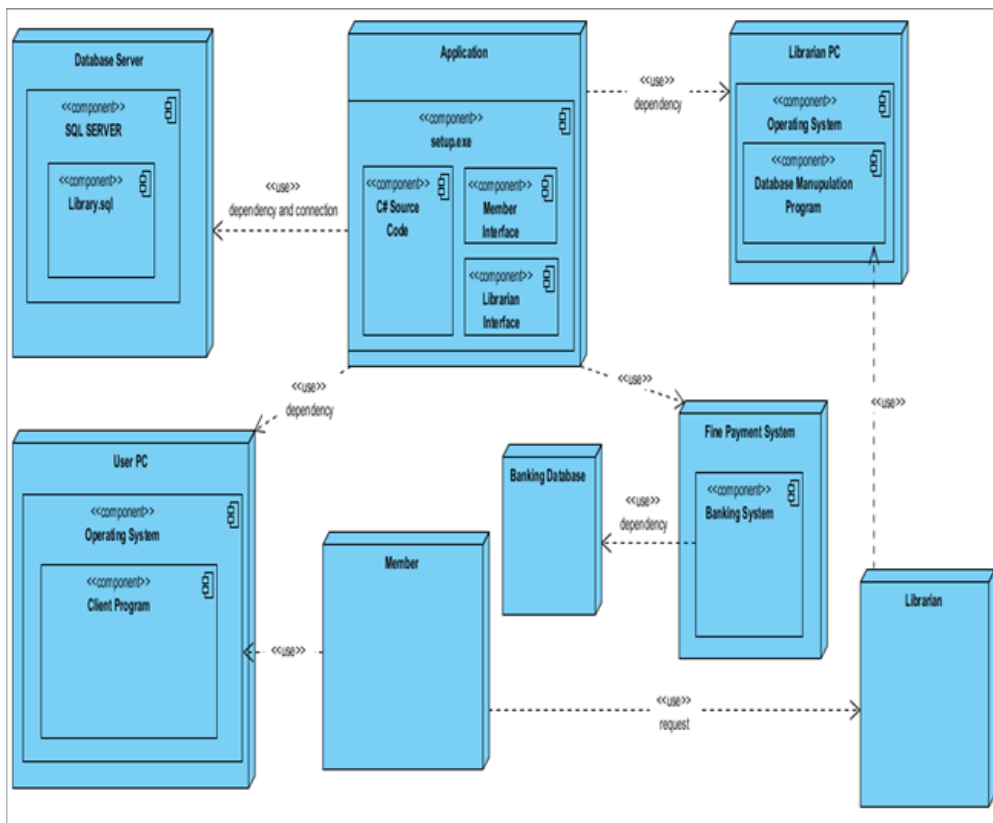 Database Server
<<component>>
SQL SERVER
<<component>>
Library.sql
<<use>>
dependency and connection
Application
<<component>>
setup.exe
<<component>>
C# Source
Code
<<component>>
Member
Interface
<<component>>
Librarian
Interface
<<use>>
dependency
Librarian PC
<<component>>
Operating System
<<component>>
Database Manupulation
Program
<<use>>
dependency
<<use>>
<<use>>
User PC
<<component>>
Operating System
<<component>>
Client Program
<<use>>
Member
Banking Database
<<use>>
dependency
Fine Payment System
<<component>>
Banking System
<<use>>
request
Librarian